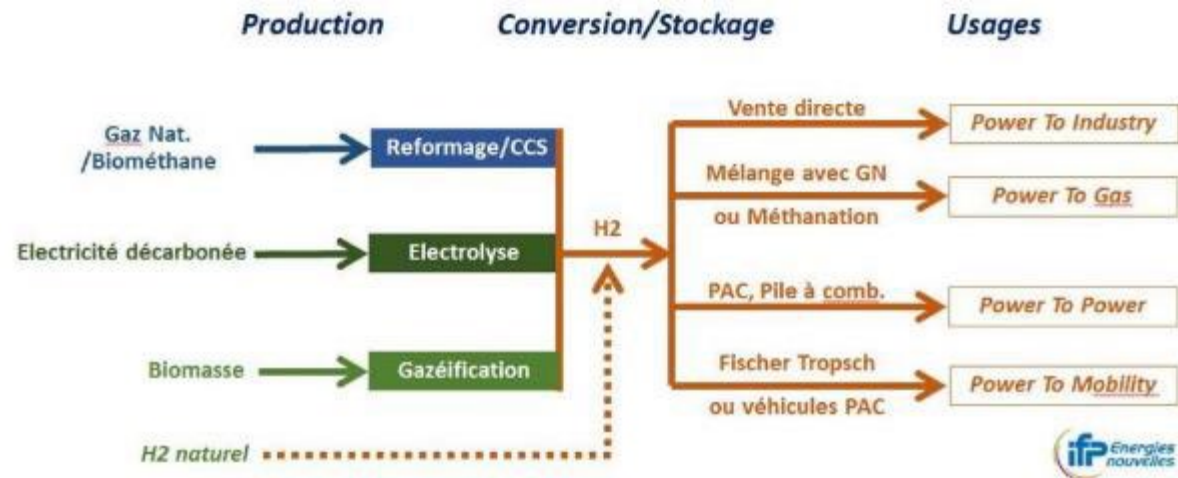 Production Conversion/Stockage Usages
Gaz Nat.
/Biométhane
Reformage/CCS
Electricité décarbonée
Electrolyse
Biomasse
Gazéification
H2 naturel
H2
Vente directe
Power To Industry
Mélange avec GN
ou Méthanation
Power To Gas
PAC, Pile à comb.
Power To Power
Fischer Tropsch
ou véhicules PAC
Power To Mobility
ifp Energies
nouvelles